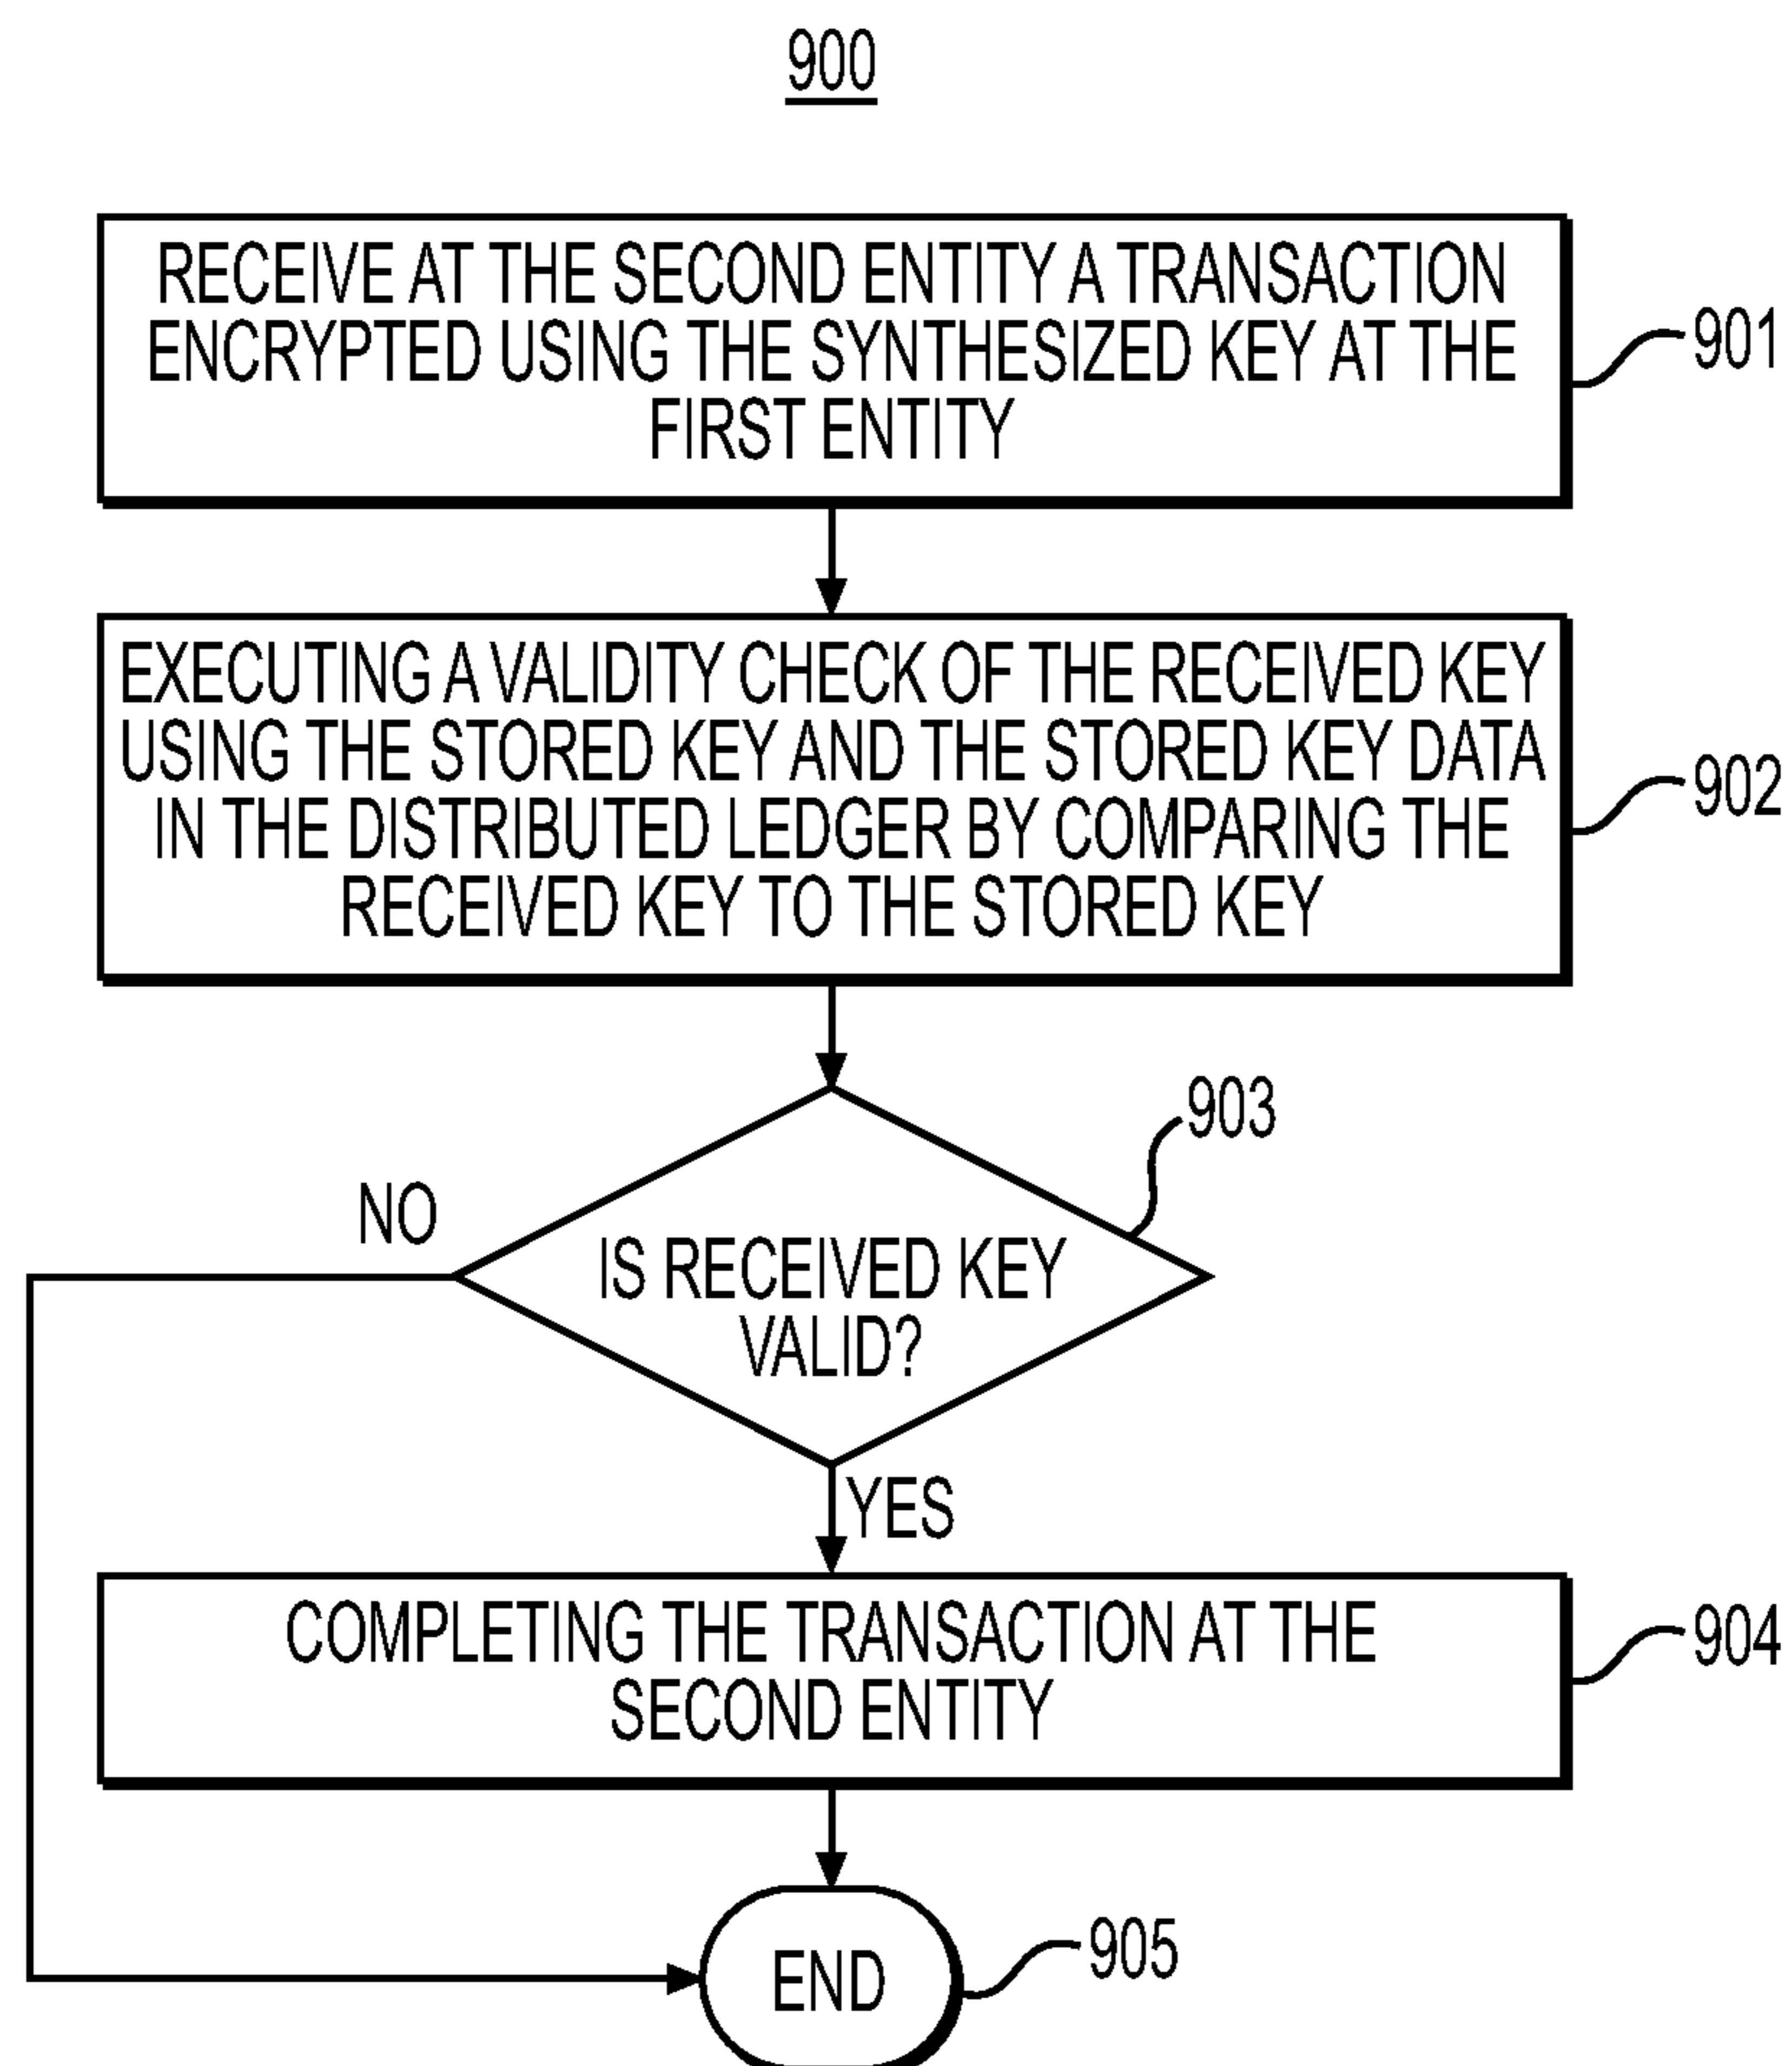 900
RECEIVE AT THE SECOND ENTITY A TRANSACTION
ENCRYPTED USING THE SYNTHESIZED KEY AT THE
FIRST ENTITY
901
EXECUTING A VALIDITY CHECK OF THE RECEIVED KEY
USING THE STORED KEY AND THE STORED KEY DATA
IN THE DISTRIBUTED LEDGER BY COMPARING THE
RECEIVED KEY TO THE STORED KEY
902
903
NO
IS RECEIVED KEY
VALID?
YES
COMPLETING THE TRANSACTION AT THE
SECOND ENTITY
904
END
905